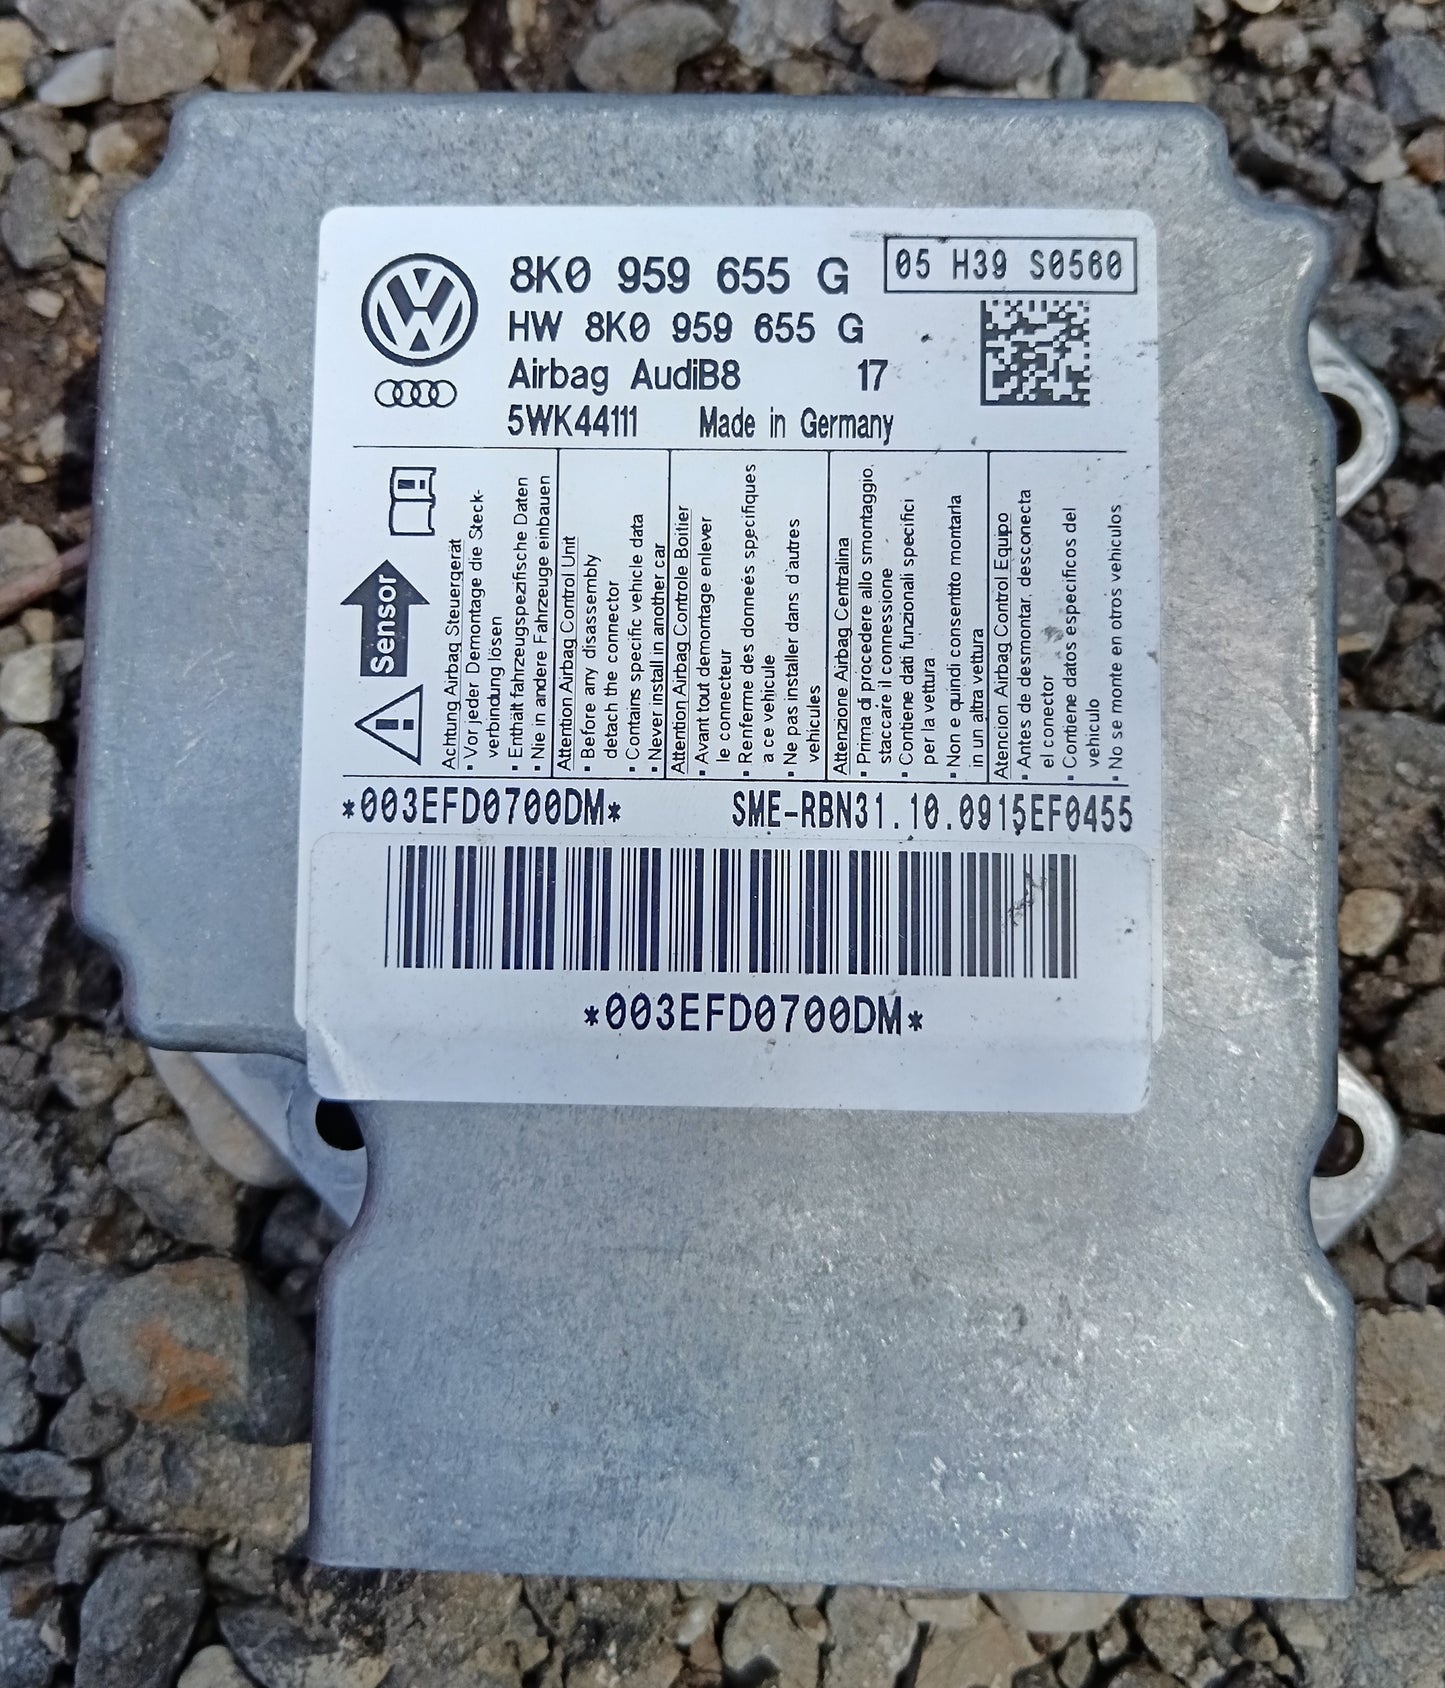 8K0 959 655 G
05 H39 S0560
HW 8K0 959 655 G
Airbag AudiB8 17
5WK44111 Made in Germany
Sensor
Achtung Airbag Steuergerät
▪ Vor jeder Demontage die Steck-
verbindung lösen
▪ Enthält fahrzeugspezifische Daten
▪ Nie in andere Fahrzeuge einbauen
Attention Airbag Control Unit
▪ Before any disassembly
detach the connector
▪ Contains specific vehicle data
▪ Never install in another car
Attention Airbag Controle Boitier
▪ Avant tout demontage enlever
le connecteur
▪ Renferme des donneés specifiques
a ce vehicule
▪ Ne pas installer dans d'autres
vehicules
Attenzione Airbag Centralina
▪ Prima di procedere allo smontaggio,
staccare il connessione
▪ Contiene dati funzionali specifici
per la vettura
▪ Non e quindi consentito montarla
in un altra vettura
Atencion Airbag Control Equipo
▪ Antes de desmontar, desconecta
el conector
▪ Contiene datos especificos del
vehiculo
▪ No se monte en otros vehiculos
*003EFD0700DM* SME-RBN31.10.0915EF0455
*003EFD0700DM*